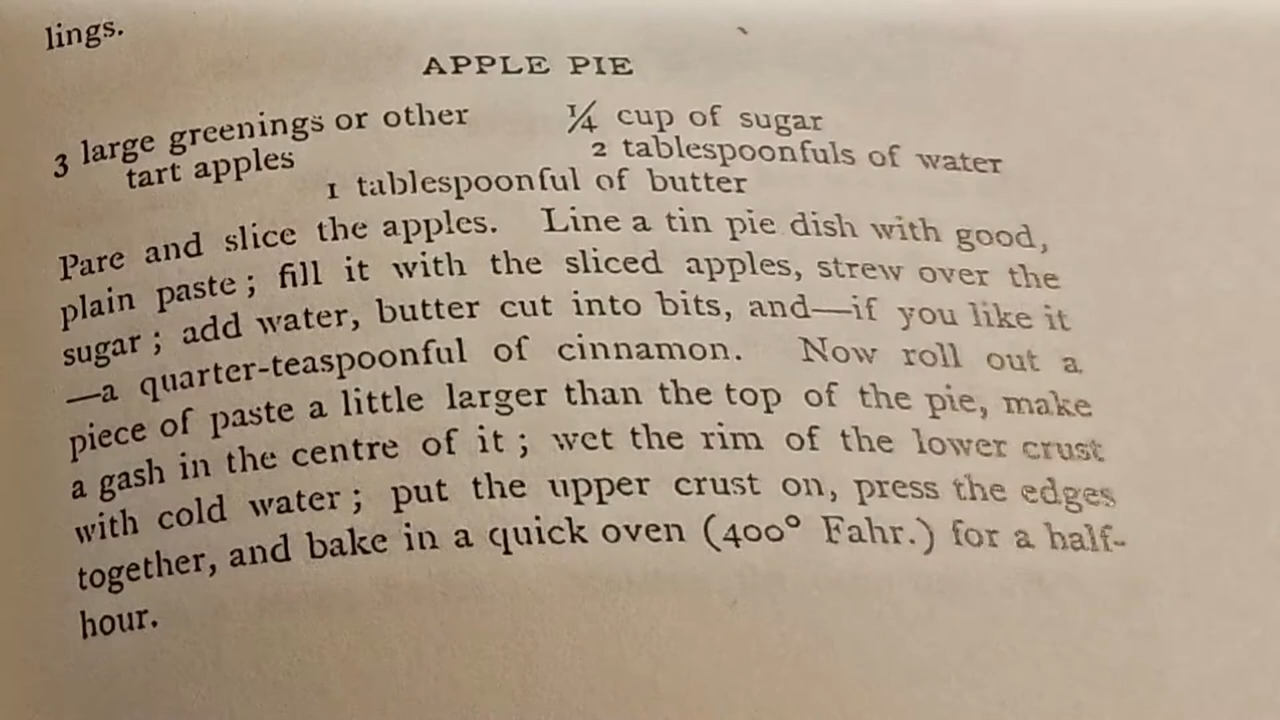 lings.
APPLE PIE
3 large greenings or other
tart apples
¼ cup of sugar
2 tablespoonfuls of water
1 tablespoonful of butter
Pare and slice the apples. Line a tin pie dish with good,
plain paste; fill it with the sliced apples, strew over the
sugar; add water, butter cut into bits, and—if you like it
—a quarter-teaspoonful of cinnamon. Now roll out a
piece of paste a little larger than the top of the pie, make
a gash in the centre of it; wet the rim of the lower crust
with cold water; put the upper crust on, press the edges
together, and bake in a quick oven (400° Fahr.) for a half-
hour.